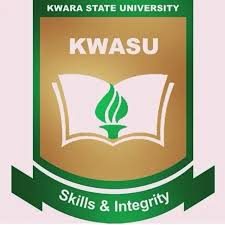 KWARA STATE UNIVERSITY
KWASU
Skills & Integrity